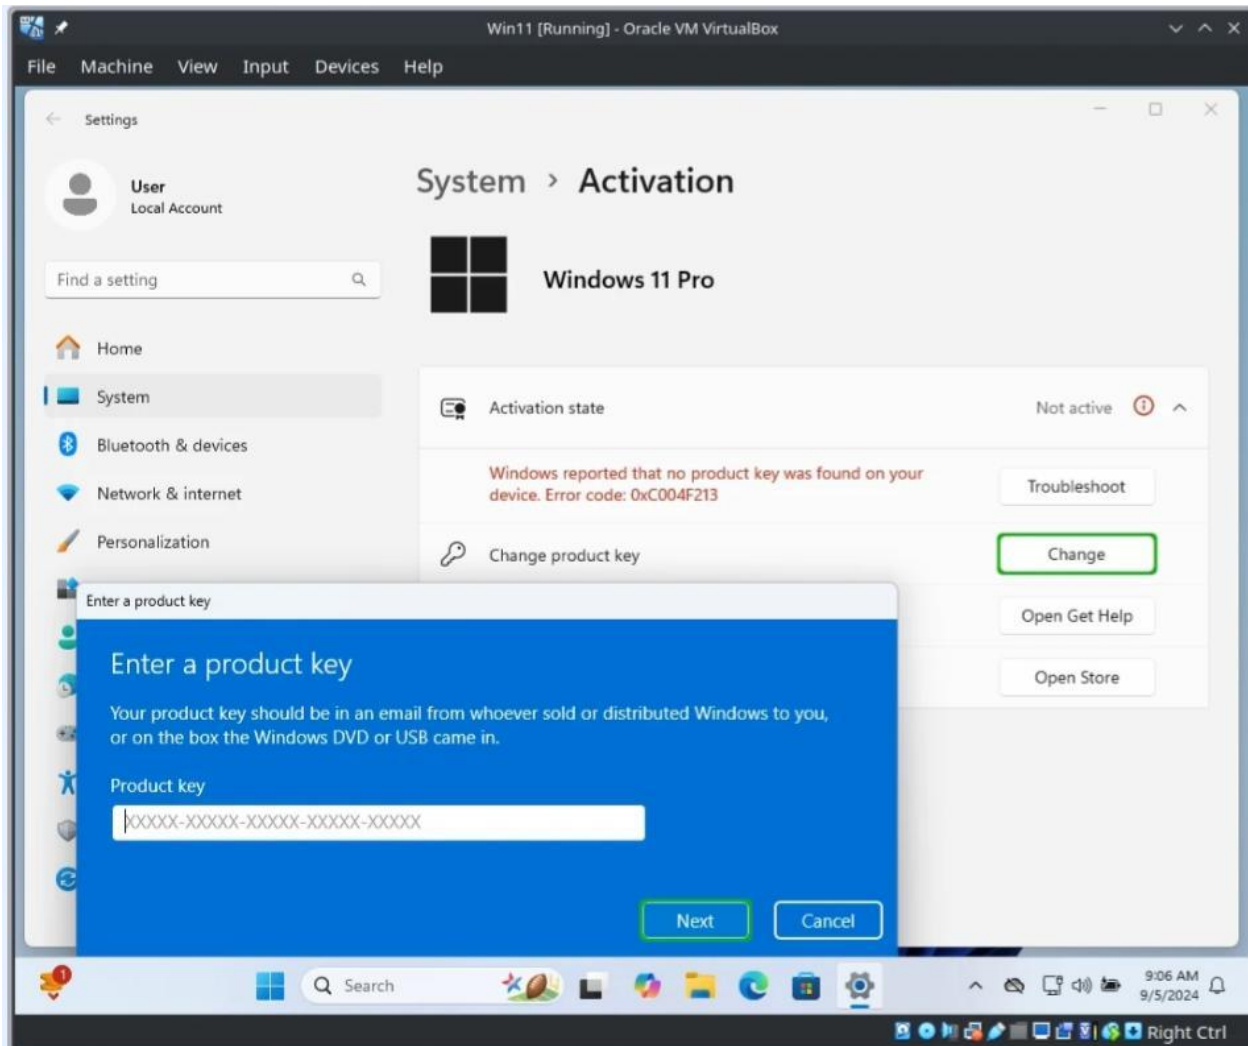 Win11 [Running] - Oracle VM VirtualBox
File Machine View Input Devices Help
Settings
User
Local Account
Find a setting
Home
System
Bluetooth & devices
Network & internet
Personalization
System > Activation
Windows 11 Pro
Activation state
Not active
Windows reported that no product key was found on your
device. Error code: 0xC004F213
Troubleshoot
Change product key
Change
Open Get Help
Open Store
Enter a product key
Enter a product key
Your product key should be in an email from whoever sold or distributed Windows to you,
or on the box the Windows DVD or USB came in.
Product key
XXXXX-XXXXX-XXXXX-XXXXX-XXXXX
Next
Cancel
1
Search
9:06 AM
9/5/2024
Right Ctrl